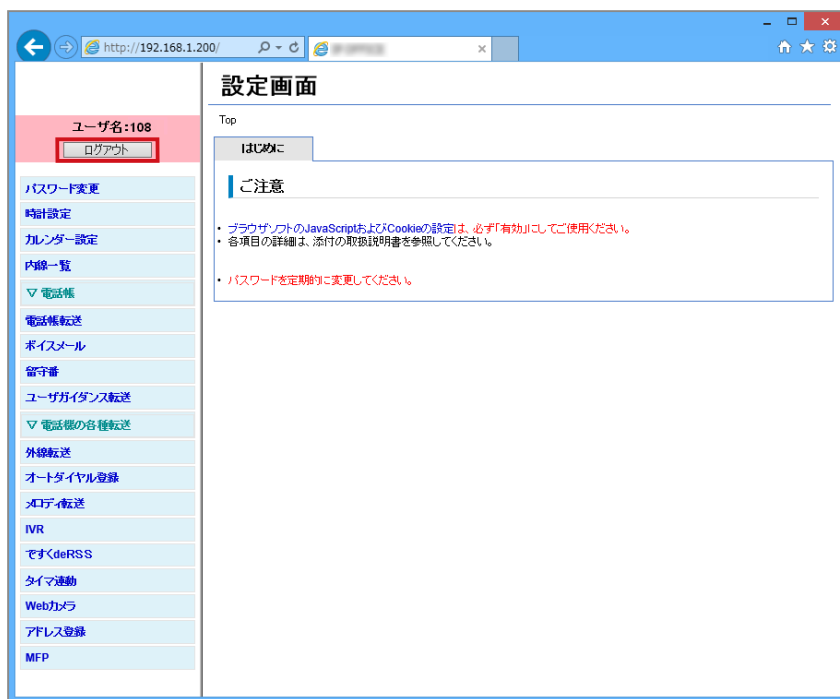 http://192.168.1.200/
設定画面
ユーザ名:108
ログアウト
Top
はじめに
ご注意
・ブラウザソフトのJavaScriptおよびCookieの設定は、必ず「有効」にしてご使用ください。
・各項目の詳細は、添付の取扱説明書を参照してください。
・パスワードを定期的に変更してください。
パスワード変更
時計設定
カレンダー設定
内線一覧
▽ 電話帳
電話帳転送
ボイスメール
留守番
ユーザガイダンス転送
▽ 電話機の各種転送
外線転送
オートダイヤル登録
メロディ転送
IVR
ですくdeRSS
タイマ連動
Webカメラ
アドレス登録
MFP